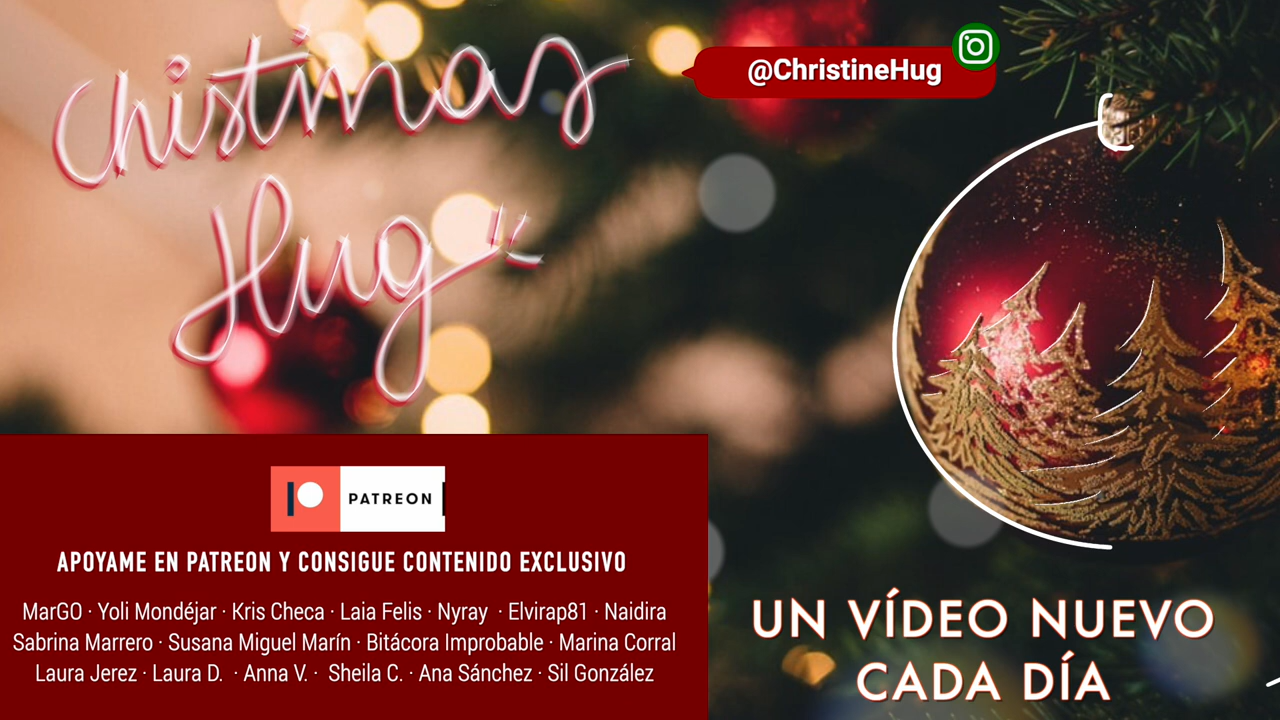 Chistmas
Hug
@ChristineHug
PATREON
APOYAME EN PATREON Y CONSIGUE CONTENIDO EXCLUSIVO
MarGO · Yoli Mondéjar · Kris Checa · Laia Felis · Nyray · Elvirap81 · Naidira
Sabrina Marrero · Susana Miguel Marín · Bitácora Improbable · Marina Corral
Laura Jerez · Laura D. · Anna V. · Sheila C. · Ana Sánchez · Sil González
UN VÍDEO NUEVO
CADA DÍA